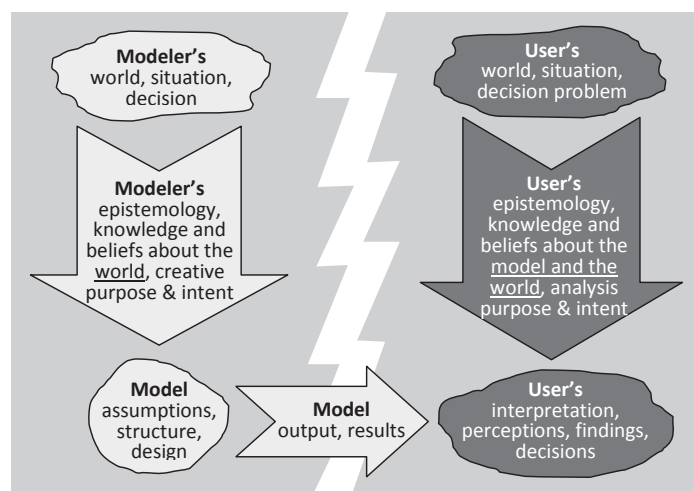 Modeler's
world, situation,
decision
Modeler's
epistemology,
knowledge and
beliefs about the
world, creative
purpose & intent
Model
assumptions,
structure,
design
Model
output, results
User's
world, situation,
decision problem
User's
epistemology,
knowledge and
beliefs about the
model and the
world, analysis
purpose & intent
User's
interpretation,
perceptions, findings,
decisions